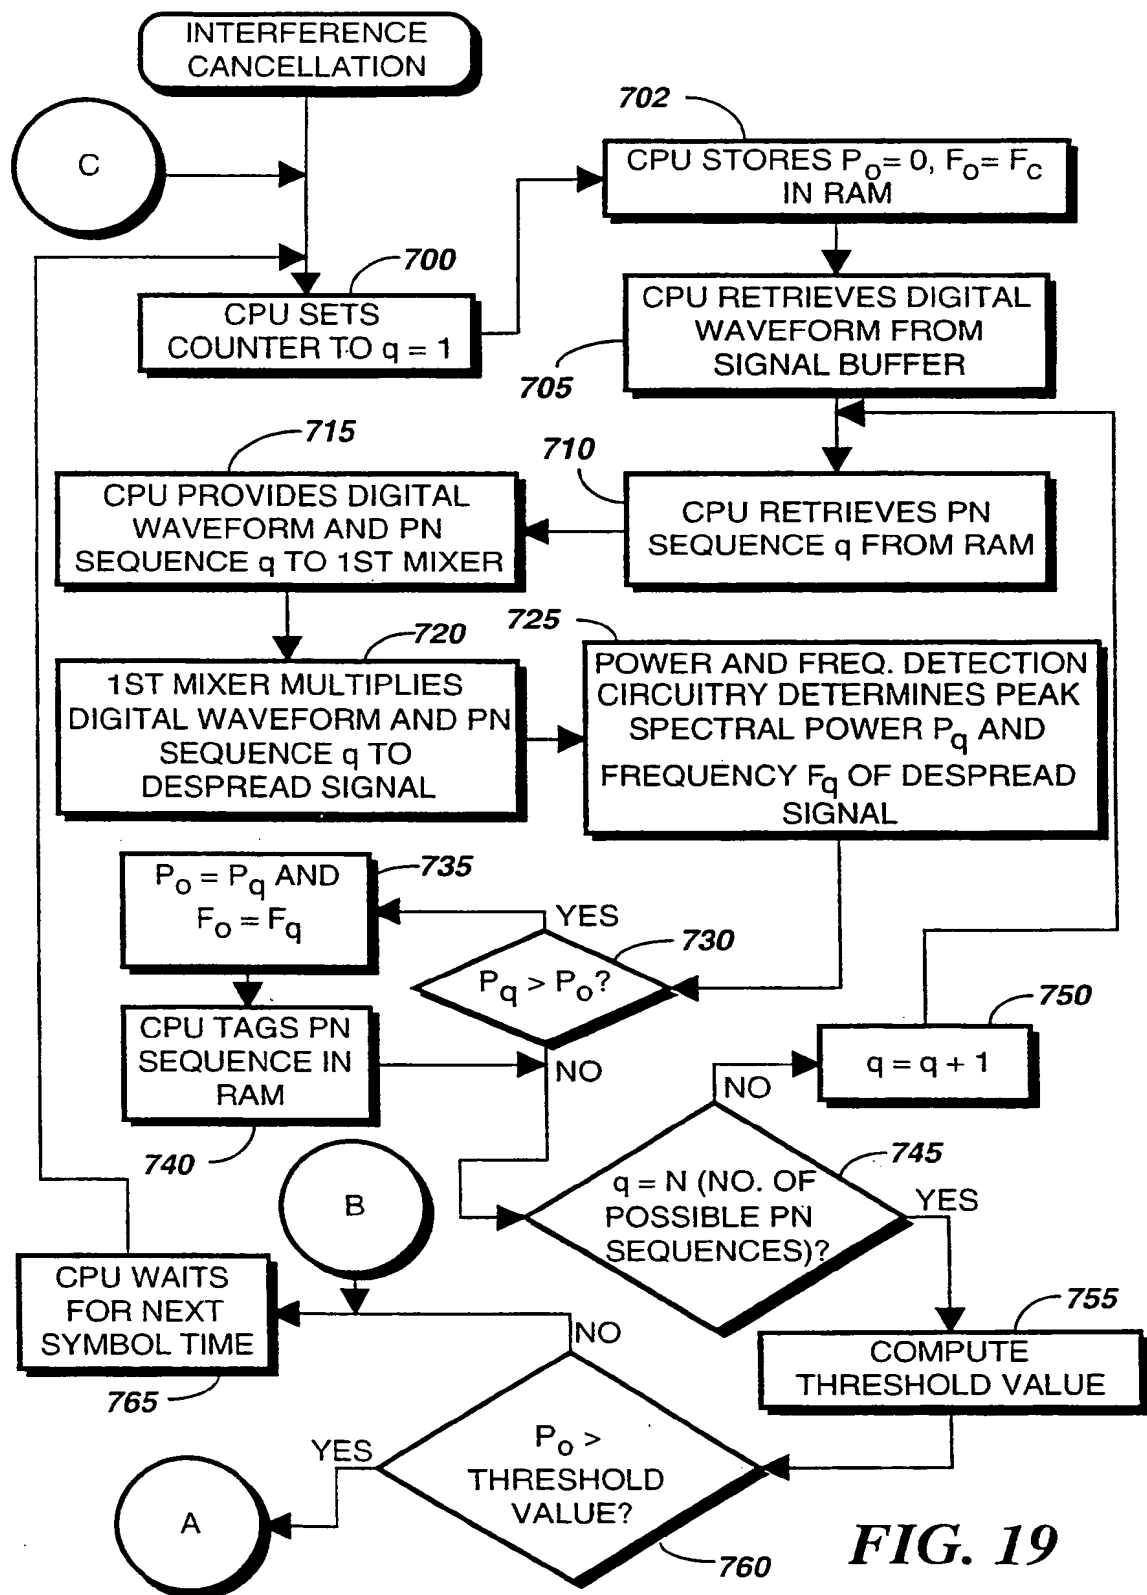 INTERFERENCE
CANCELLATION
C
702
CPU STORES Po = 0, Fo = FC
IN RAM
700
CPU SETS
COUNTER TO q = 1
CPU RETRIEVES DIGITAL
WAVEFORM FROM
SIGNAL BUFFER
705
715
CPU PROVIDES DIGITAL
WAVEFORM AND PN
SEQUENCE q TO 1ST MIXER
710
CPU RETRIEVES PN
SEQUENCE q FROM RAM
720
1ST MIXER MULTIPLIES
DIGITAL WAVEFORM AND PN
SEQUENCE q TO
DESPREAD SIGNAL
725
POWER AND FREQ. DETECTION
CIRCUITRY DETERMINES PEAK
SPECTRAL POWER Pq AND
FREQUENCY Fq OF DESPREAD
SIGNAL
735
Po = Pq AND
Fo = Fq
YES
730
Pq > Po?
NO
CPU TAGS PN
SEQUENCE IN
RAM
740
750
q = q + 1
NO
745
q = N (NO. OF
POSSIBLE PN
SEQUENCES)?
YES
B
CPU WAITS
FOR NEXT
SYMBOL TIME
765
NO
755
COMPUTE
THRESHOLD VALUE
YES
Po >
THRESHOLD
VALUE?
760
A
FIG. 19